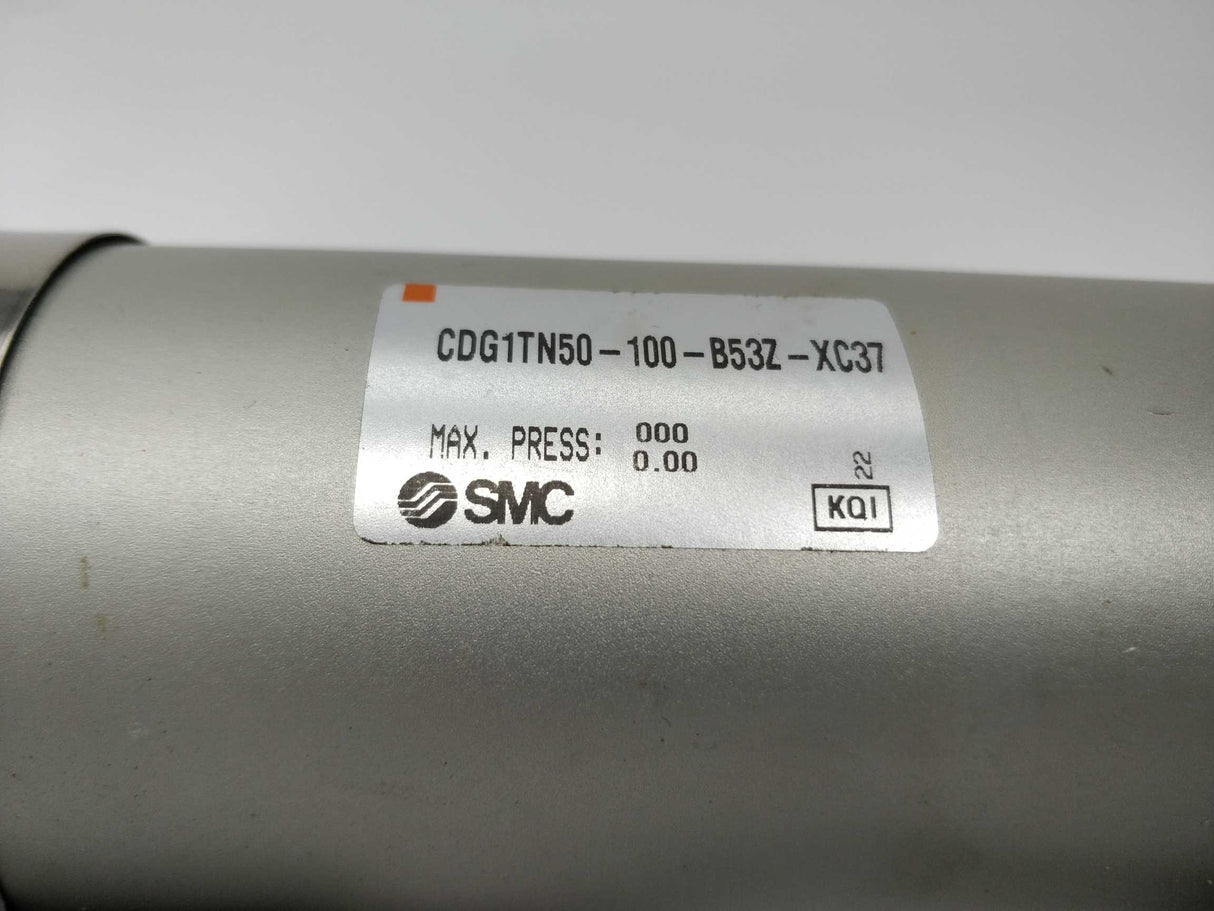 CDG1TN50-100-B53Z-XC37
MAX. PRESS: 000
0.00
SMC
22
KQI